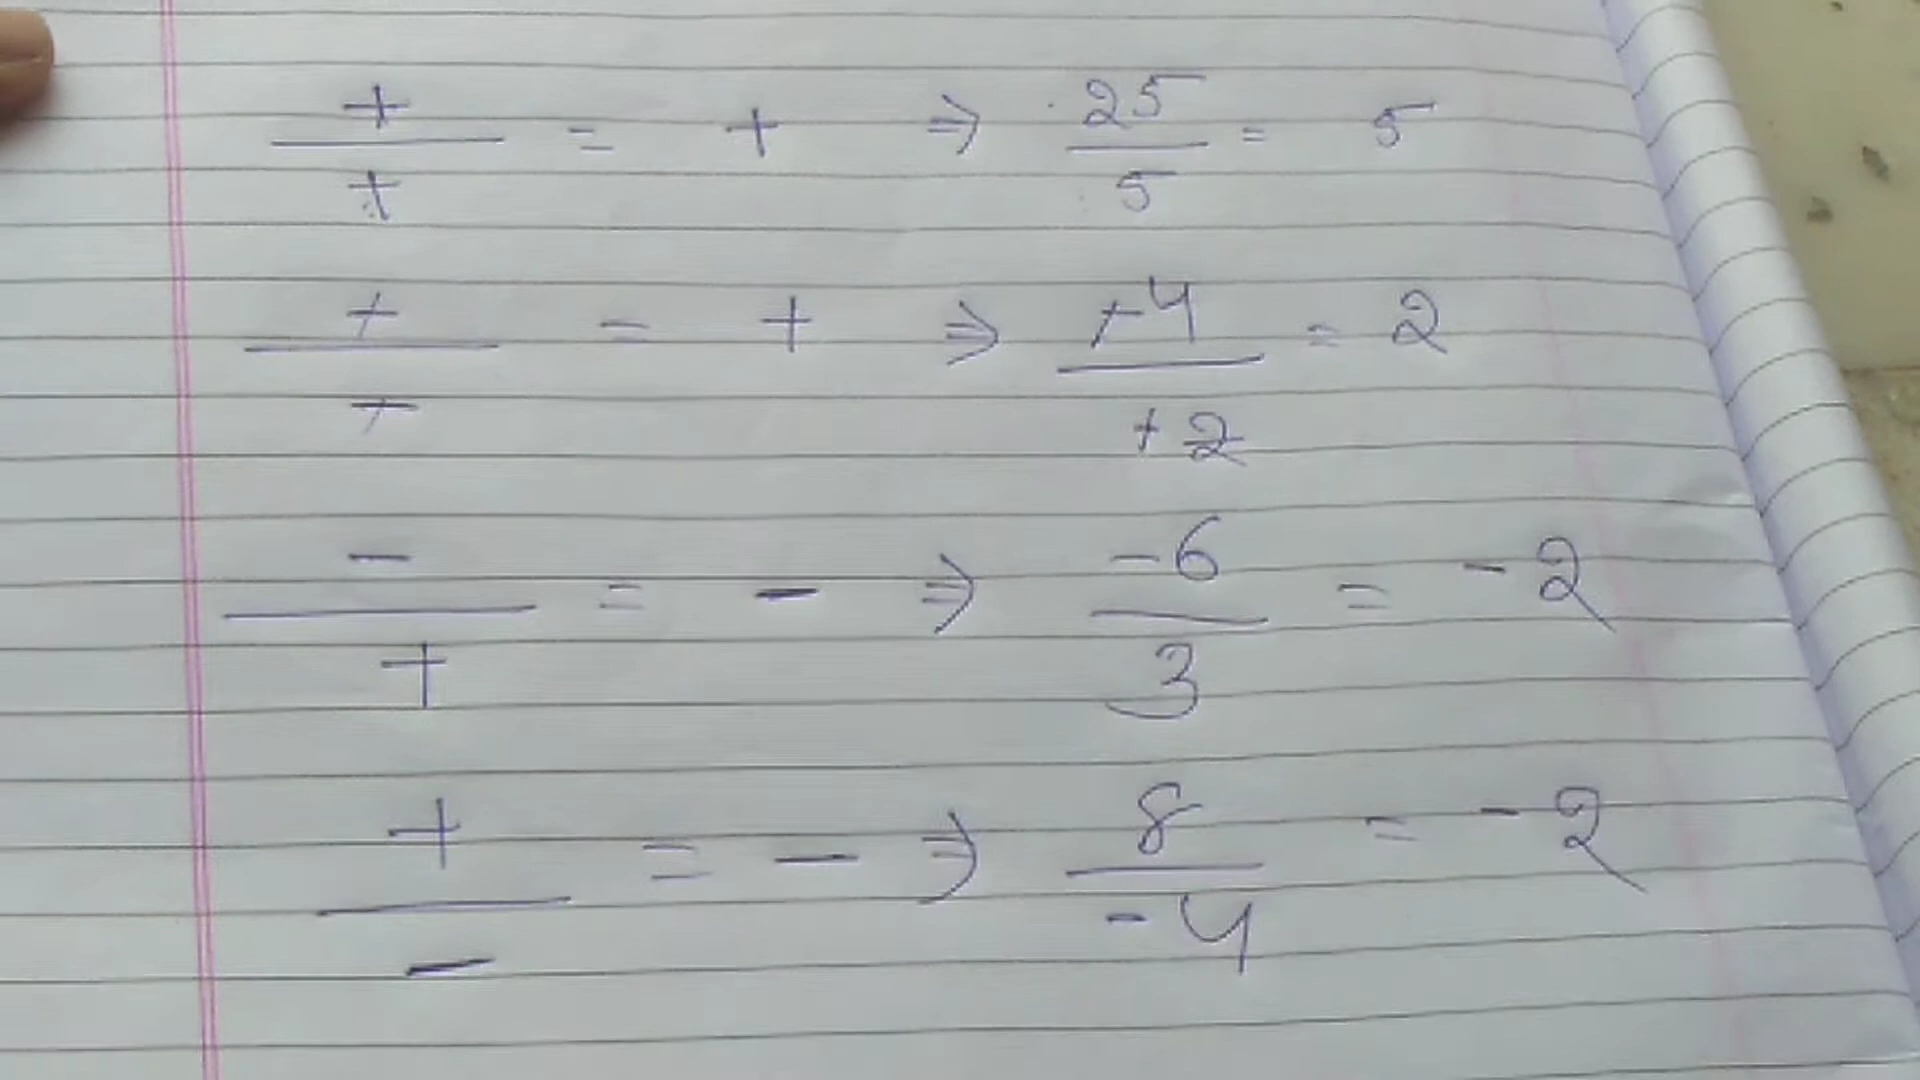 +/+ = + ⇒ 25/5 = 5
+/+ = + ⇒ +4/+2 = 2
-/+ = - ⇒ -6/3 = -2
+/- = - ⇒ 8/-4 = -2